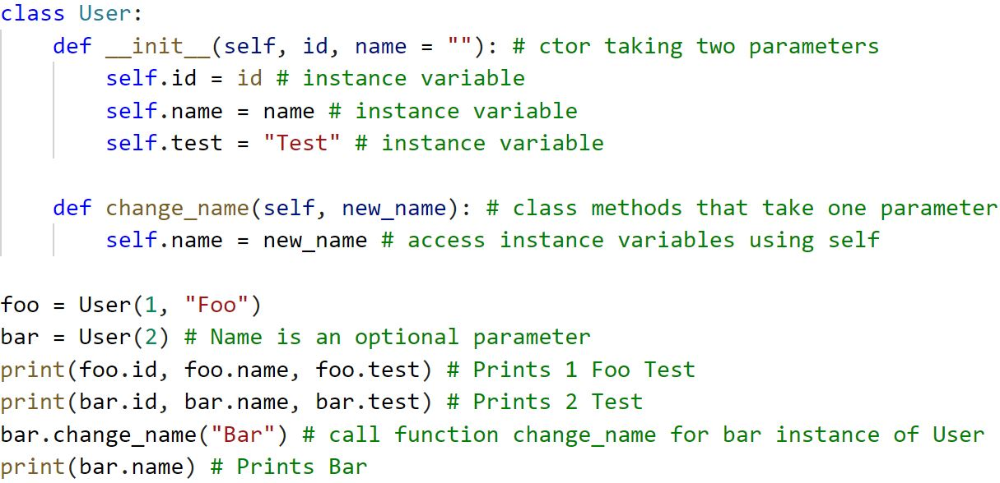 class User:
    def __init__(self, id, name = ""): # ctor taking two parameters
        self.id = id # instance variable
        self.name = name # instance variable
        self.test = "Test" # instance variable

    def change_name(self, new_name): # class methods that take one parameter
        self.name = new_name # access instance variables using self

foo = User(1, "Foo")
bar = User(2) # Name is an optional parameter
print(foo.id, foo.name, foo.test) # Prints 1 Foo Test
print(bar.id, bar.name, bar.test) # Prints 2 Test
bar.change_name("Bar") # call function change_name for bar instance of User
print(bar.name) # Prints Bar